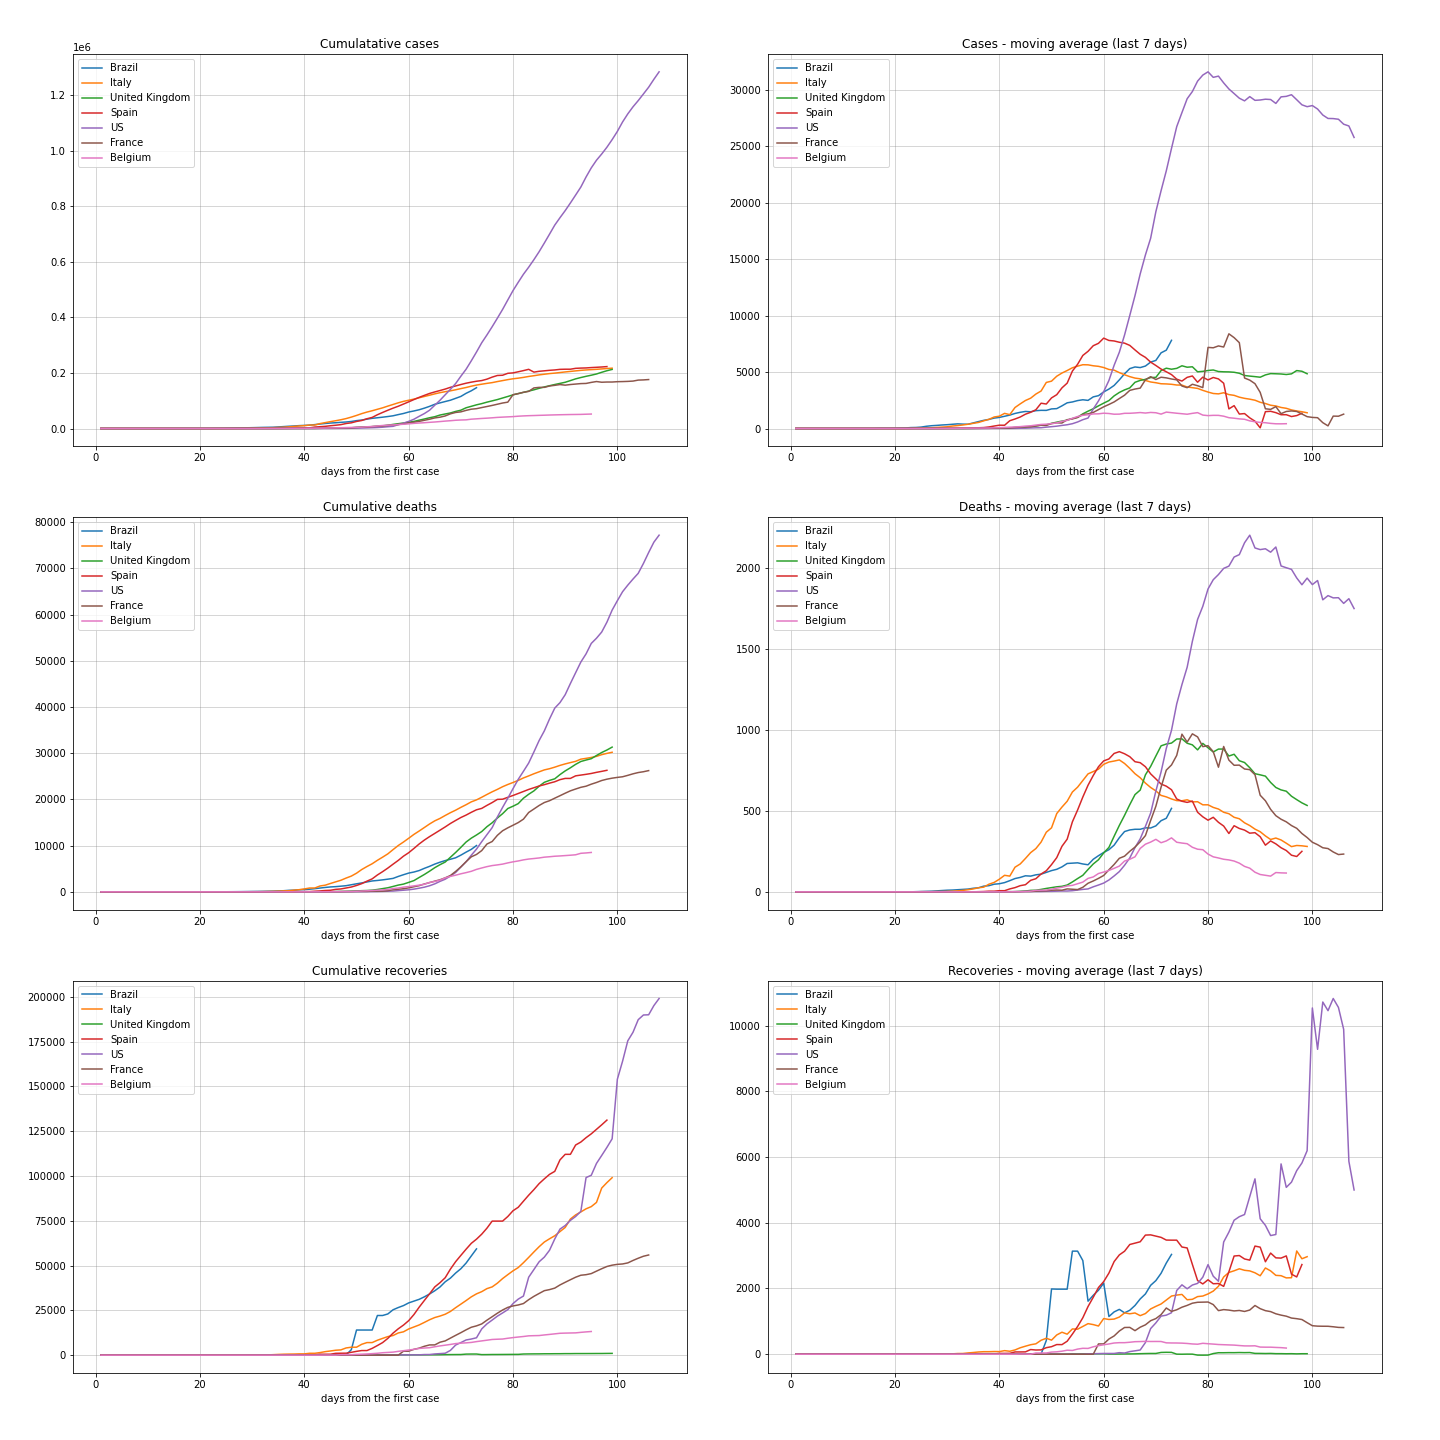 Cumulatative cases
1e6
Brazil
Italy
United Kingdom
Spain
US
France
Belgium
1.2
1.0
0.8
0.6
0.4
0.2
0.0
0 20 40 60 80 100
days from the first case
Cases - moving average (last 7 days)
Brazil
Italy
United Kingdom
Spain
US
France
Belgium
30000
25000
20000
15000
10000
5000
0
0 20 40 60 80 100
days from the first case
Cumulative deaths
Brazil
Italy
United Kingdom
Spain
US
France
Belgium
80000
70000
60000
50000
40000
30000
20000
10000
0
0 20 40 60 80 100
days from the first case
Deaths - moving average (last 7 days)
Brazil
Italy
United Kingdom
Spain
US
France
Belgium
2000
1500
1000
500
0
0 20 40 60 80 100
days from the first case
Cumulative recoveries
Brazil
Italy
United Kingdom
Spain
US
France
Belgium
200000
175000
150000
125000
100000
75000
50000
25000
0
0 20 40 60 80 100
days from the first case
Recoveries - moving average (last 7 days)
Brazil
Italy
United Kingdom
Spain
US
France
Belgium
10000
8000
6000
4000
2000
0
0 20 40 60 80 100
days from the first case